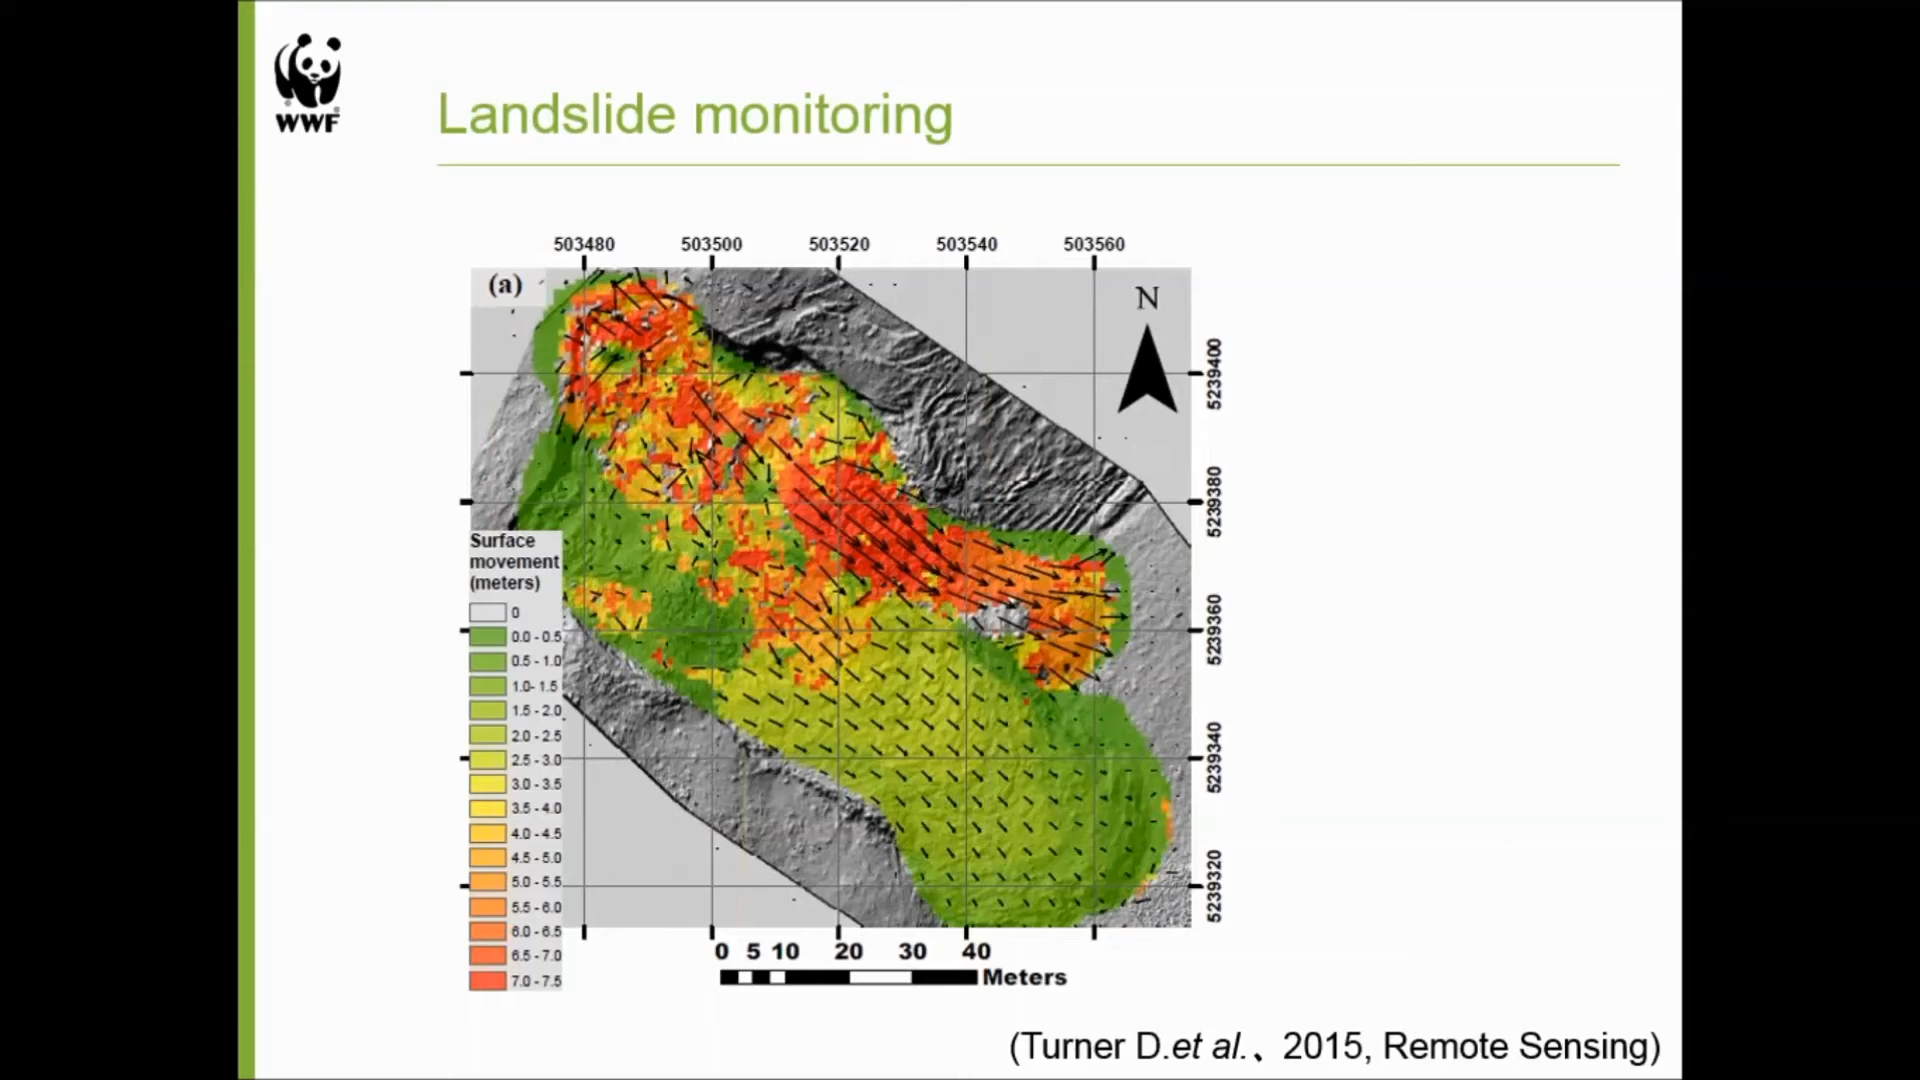 WWF
Landslide monitoring
503480 503500 503520 503540 503560
(a)
N
5239400
5239380
5239360
5239340
5239320
Surface
movement
(meters)
0
0.0 - 0.5
0.5 - 1.0
1.0- 1.5
1.5 - 2.0
2.0 - 2.5
2.5 - 3.0
3.0 - 3.5
3.5 - 4.0
4.0 - 4.5
4.5 - 5.0
5.0 - 5.5
5.5 - 6.0
6.0 - 6.5
6.5 - 7.0
7.0 - 7.5
0 5 10 20 30 40
Meters
(Turner D.et al.、2015, Remote Sensing)